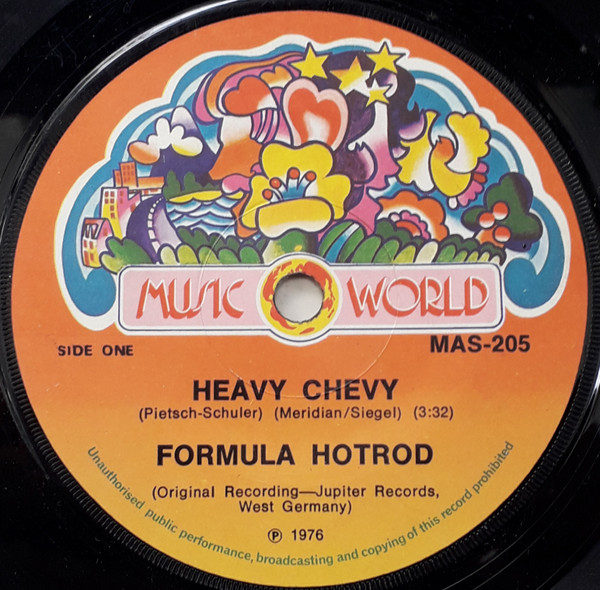 MUSIC WORLD
SIDE ONE
MAS-205
HEAVY CHEVY
(Pietsch-Schuler) (Meridian/Siegel) (3:32)
FORMULA HOTROD
(Original Recording—Jupiter Records,
West Germany)
℗ 1976
Unauthorised public performance, broadcasting and copying of this record prohibited